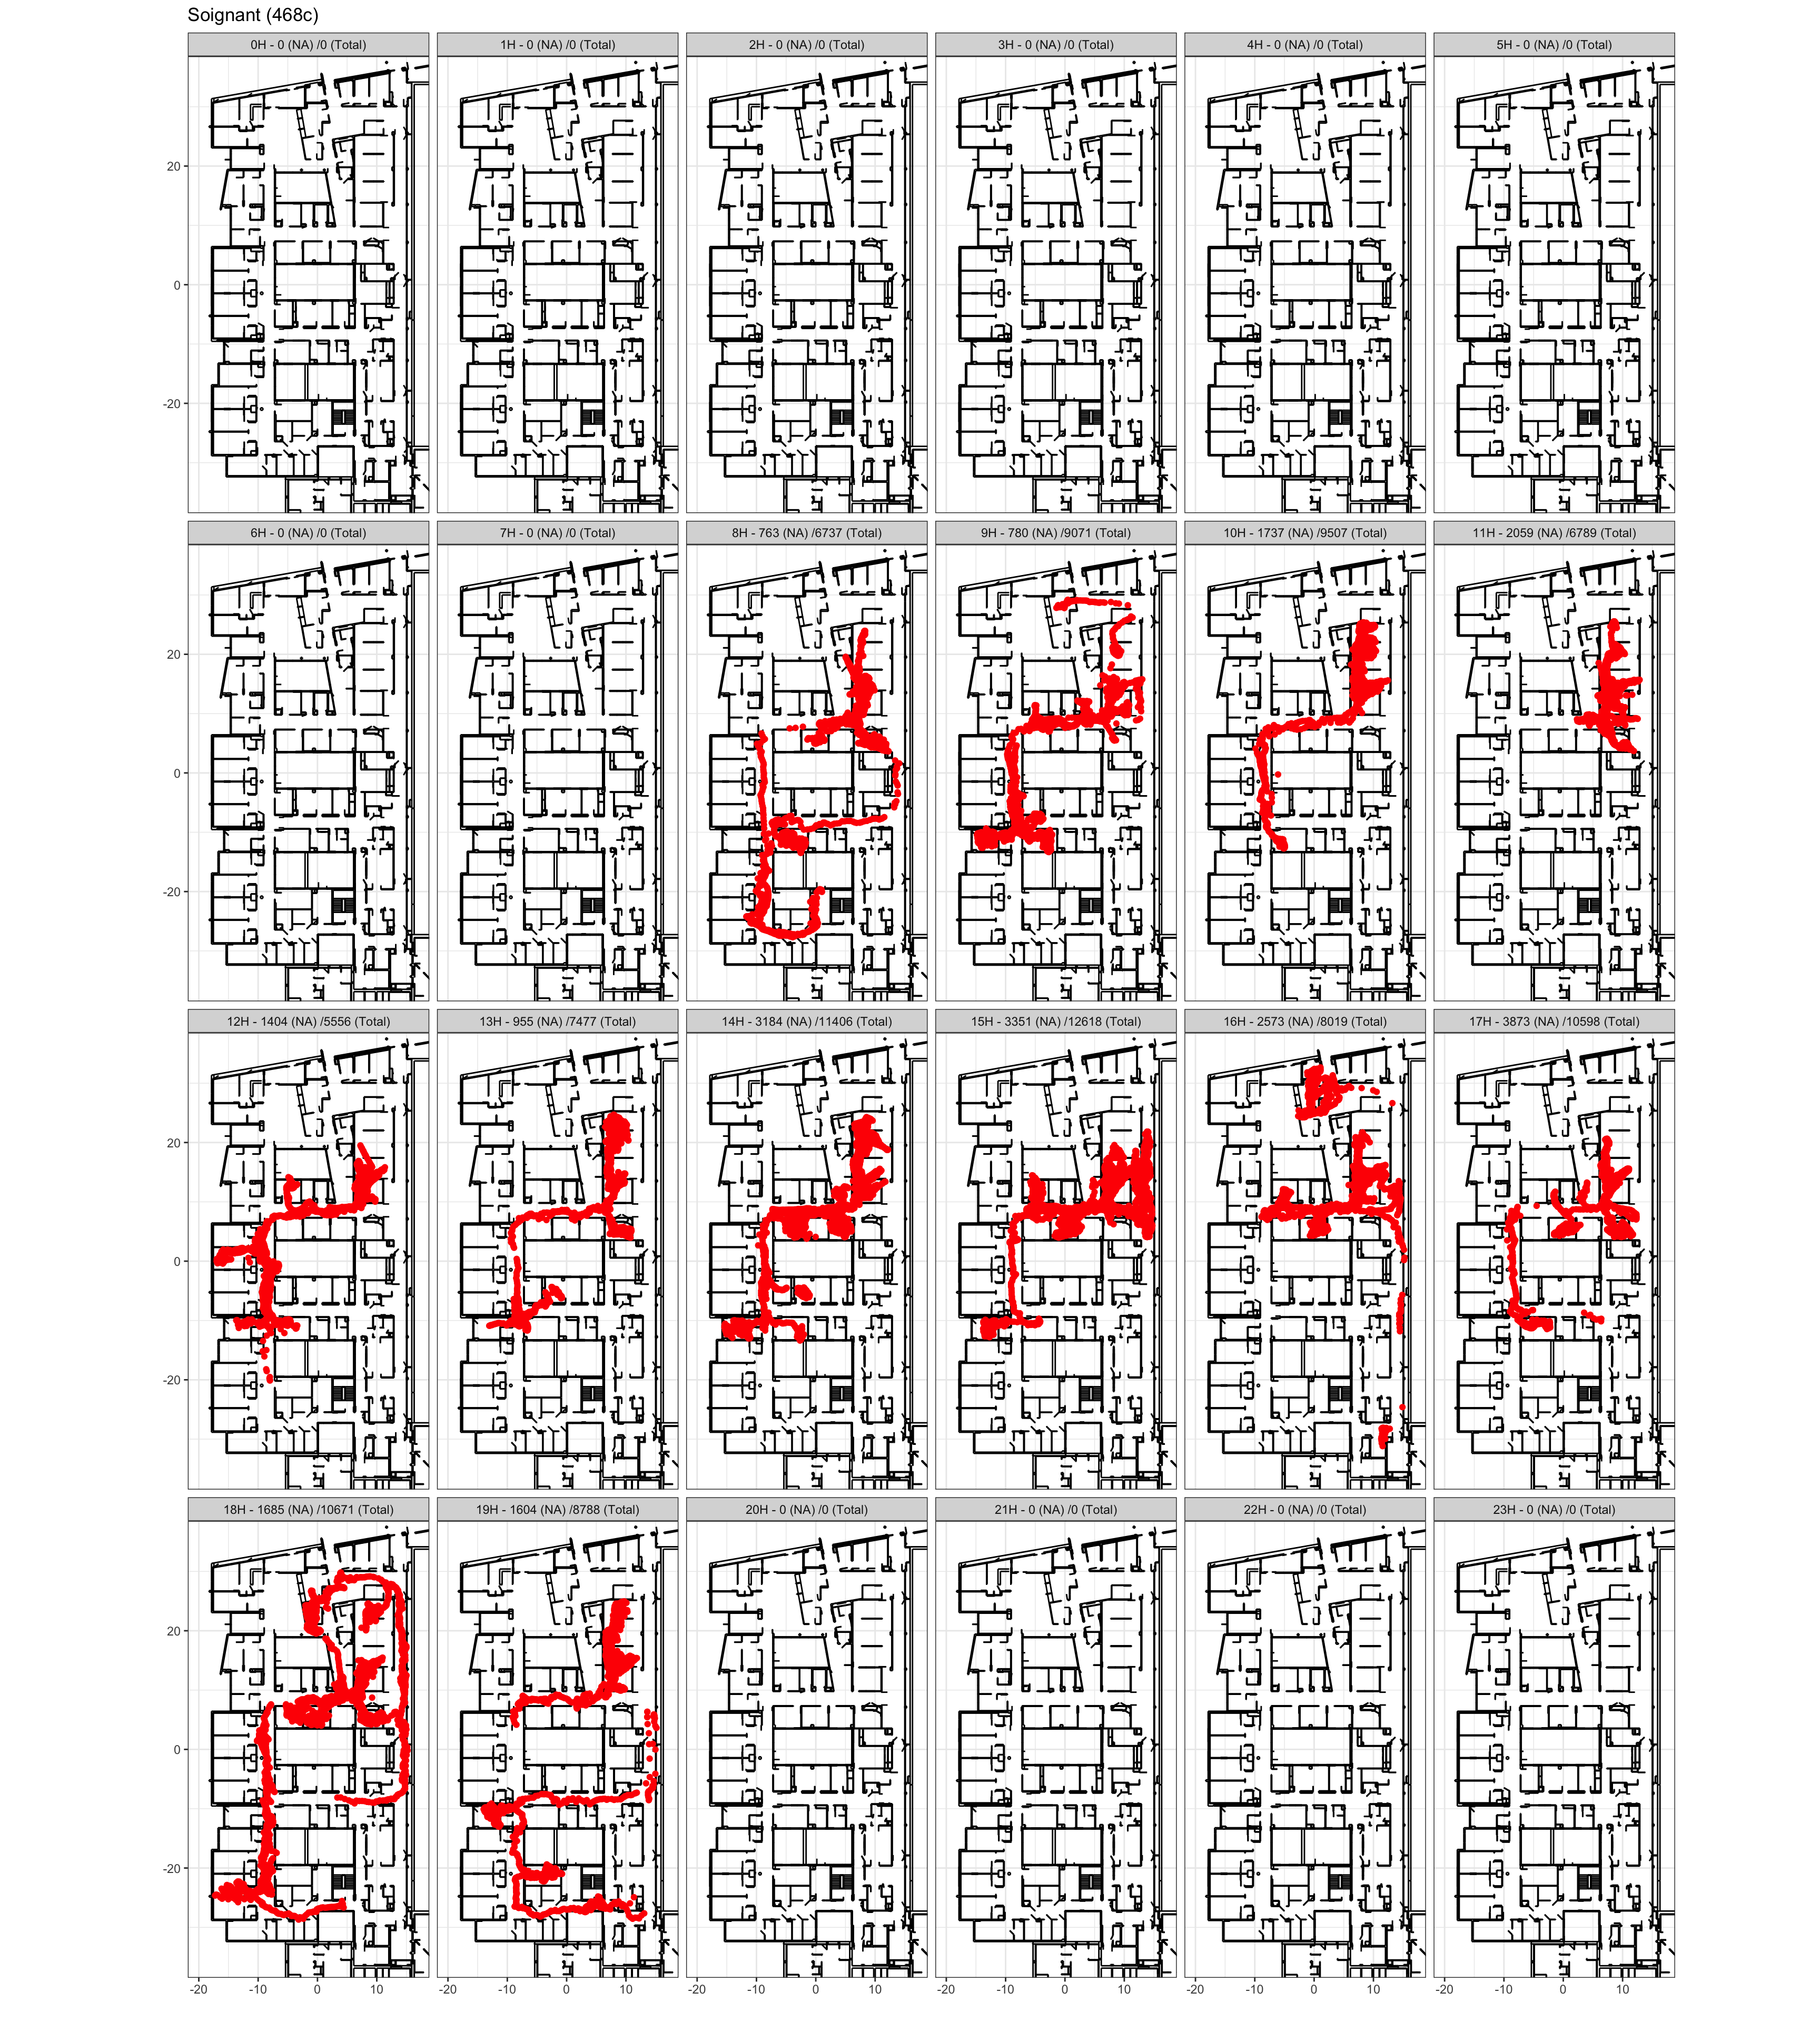 Soignant (468c)
0H - 0 (NA) /0 (Total) 1H - 0 (NA) /0 (Total) 2H - 0 (NA) /0 (Total) 3H - 0 (NA) /0 (Total) 4H - 0 (NA) /0 (Total) 5H - 0 (NA) /0 (Total)
20
0
-20
6H - 0 (NA) /0 (Total) 7H - 0 (NA) /0 (Total) 8H - 763 (NA) /6737 (Total) 9H - 780 (NA) /9071 (Total) 10H - 1737 (NA) /9507 (Total) 11H - 2059 (NA) /6789 (Total)
20
0
-20
12H - 1404 (NA) /5556 (Total) 13H - 955 (NA) /7477 (Total) 14H - 3184 (NA) /11406 (Total) 15H - 3351 (NA) /12618 (Total) 16H - 2573 (NA) /8019 (Total) 17H - 3873 (NA) /10598 (Total)
20
0
-20
18H - 1685 (NA) /10671 (Total) 19H - 1604 (NA) /8788 (Total) 20H - 0 (NA) /0 (Total) 21H - 0 (NA) /0 (Total) 22H - 0 (NA) /0 (Total) 23H - 0 (NA) /0 (Total)
20
0
-20
-20 -10 0 10 -20 -10 0 10 -20 -10 0 10 -20 -10 0 10 -20 -10 0 10 -20 -10 0 10